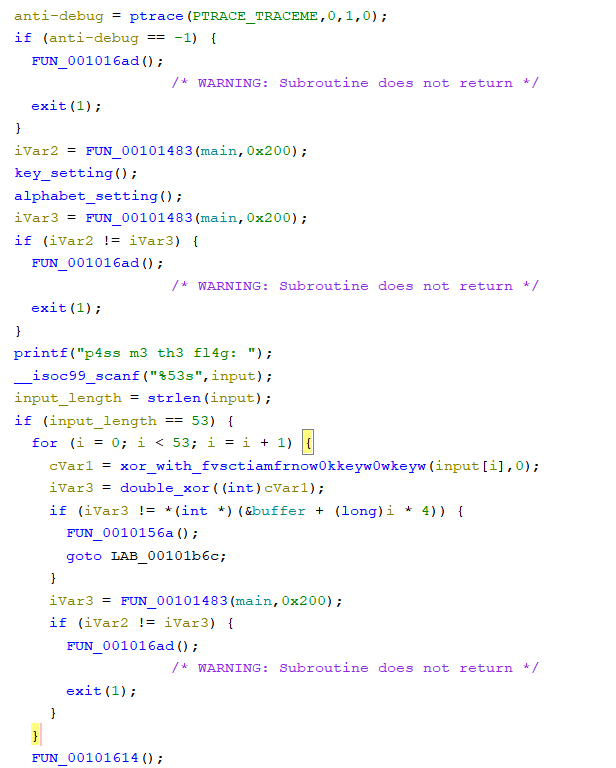 anti-debug = ptrace(PTRACE_TRACEME,0,1,0);
if (anti-debug == -1) {
  FUN_001016ad();
                    /* WARNING: Subroutine does not return */
  exit(1);
}
iVar2 = FUN_00101483(main,0x200);
key_setting();
alphabet_setting();
iVar3 = FUN_00101483(main,0x200);
if (iVar2 != iVar3) {
  FUN_001016ad();
                    /* WARNING: Subroutine does not return */
  exit(1);
}
printf("p4ss m3 th3 fl4g: ");
__isoc99_scanf("%53s",input);
input_length = strlen(input);
if (input_length == 53) {
  for (i = 0; i < 53; i = i + 1) {
    cVar1 = xor_with_fvsctiamfrnow0kkeyw0wkeyw(input[i],0);
    iVar3 = double_xor((int)cVar1);
    if (iVar3 != *(int *)(&buffer + (long)i * 4)) {
      FUN_0010156a();
      goto LAB_00101b6c;
    }
    iVar3 = FUN_00101483(main,0x200);
    if (iVar2 != iVar3) {
      FUN_001016ad();
                    /* WARNING: Subroutine does not return */
      exit(1);
    }
  }
  FUN_00101614();